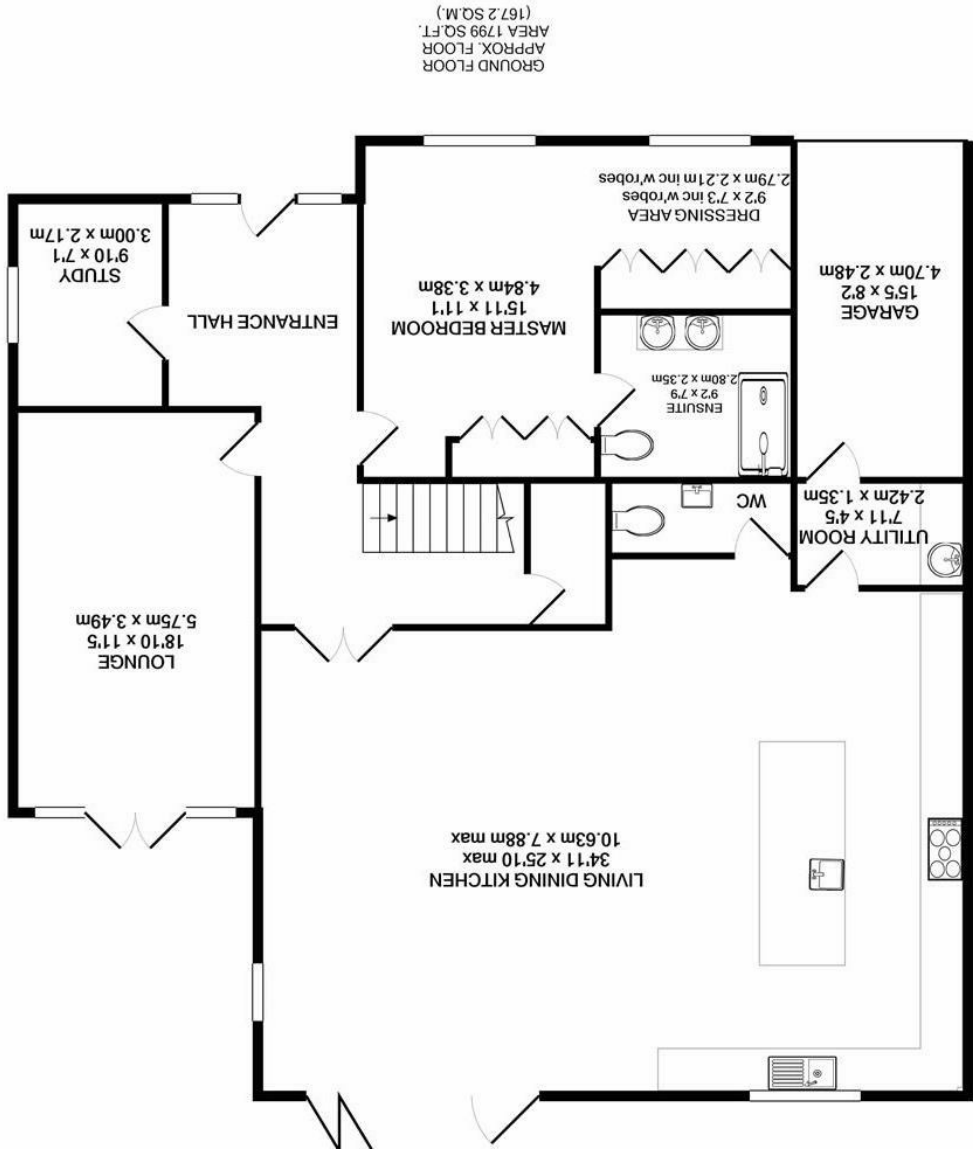 LIVING DINING KITCHEN
34'11 x 25'10 max
10.63m x 7.88m max
LOUNGE
18'10 x 11'5
5.75m x 3.49m
UTILITY ROOM
7'11 x 4'5
2.42m x 1.35m
WC
ENSUITE
9'2 x 7'9
2.80m x 2.35m
MASTER BEDROOM
15'11 x 11'1
4.84m x 3.38m
ENTRANCE HALL
GARAGE
15'5 x 8'2
4.70m x 2.48m
STUDY
9'10 x 7'1
3.00m x 2.17m
DRESSING AREA
9'2 x 7'3 inc w'robes
2.79m x 2.21m inc w'robes
GROUND FLOOR
APPROX. FLOOR
AREA 1799 SQ.FT.
(167.2 SQ.M.)